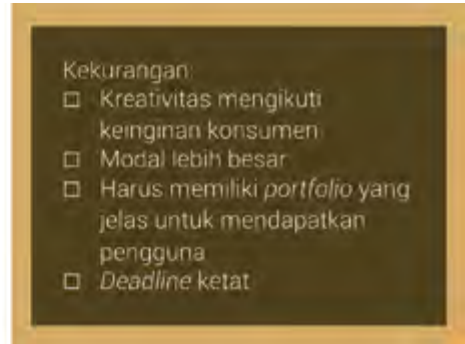 Kekurangan:
□ Kreativitas mengikuti
keinginan konsumen
□ Modal lebih besar
□ Harus memiliki portfolio yang
jelas untuk mendapatkan
pengguna
□ Deadline ketat